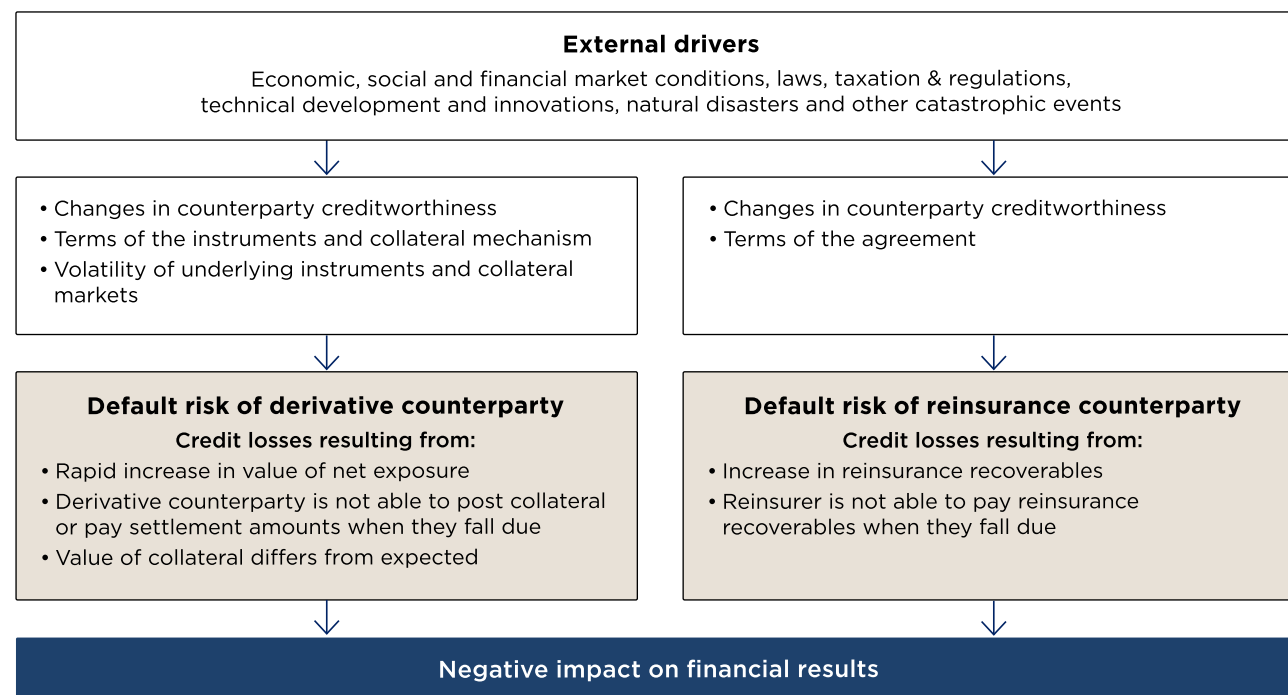 External drivers
Economic, social and financial market conditions, laws, taxation & regulations,
technical development and innovations, natural disasters and other catastrophic events
• Changes in counterparty creditworthiness
• Terms of the instruments and collateral mechanism
• Volatility of underlying instruments and collateral
markets
• Changes in counterparty creditworthiness
• Terms of the agreement
Default risk of derivative counterparty
Credit losses resulting from:
• Rapid increase in value of net exposure
• Derivative counterparty is not able to post collateral
or pay settlement amounts when they fall due
• Value of collateral differs from expected
Default risk of reinsurance counterparty
Credit losses resulting from:
• Increase in reinsurance recoverables
• Reinsurer is not able to pay reinsurance
recoverables when they fall due
Negative impact on financial results